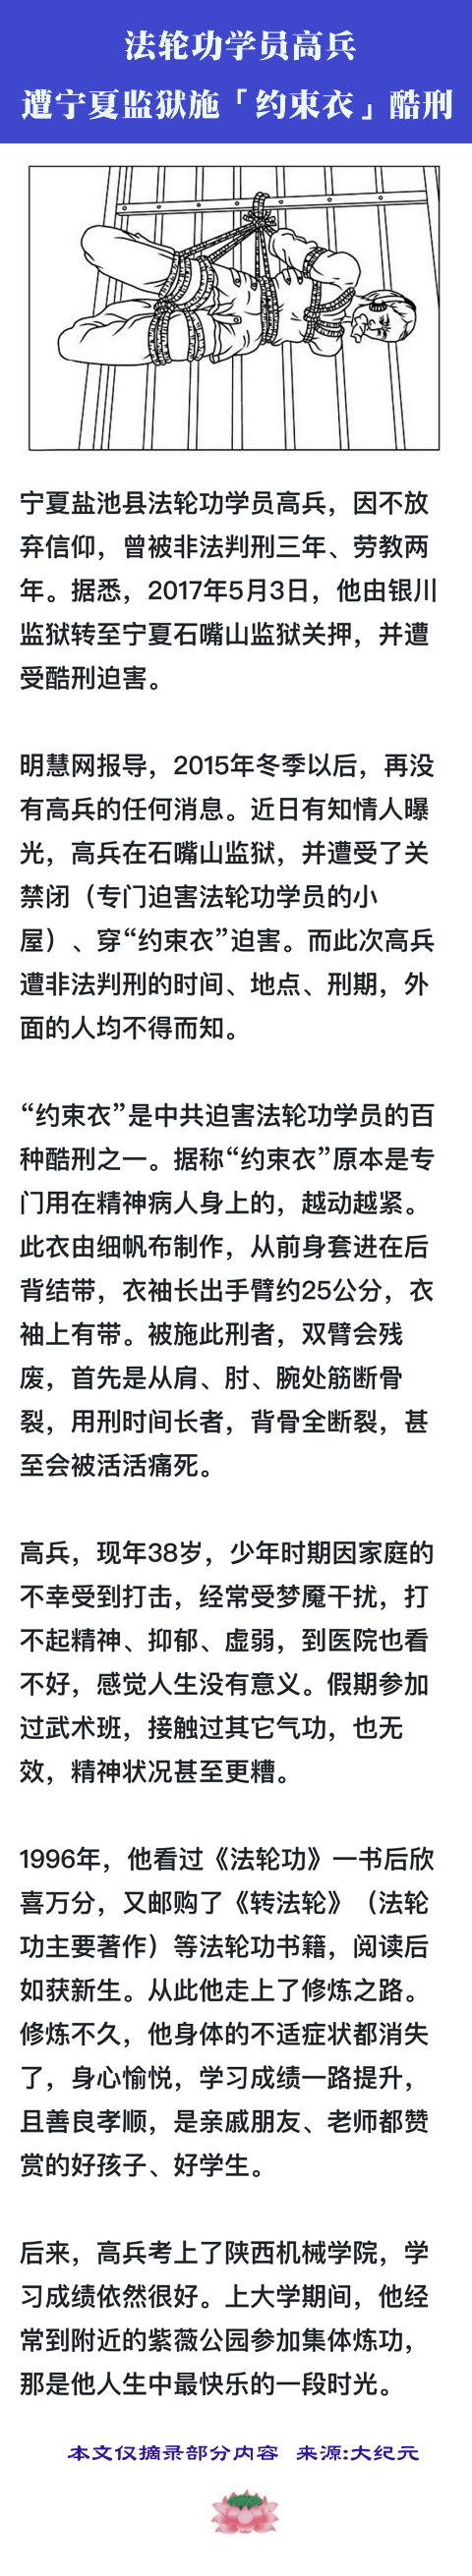 法轮功学员高兵
遭宁夏监狱施「约束衣」酷刑
宁夏盐池县法轮功学员高兵，因不放
弃信仰，曾被非法判刑三年、劳教两
年。据悉，2017年5月3日，他由银川
监狱转至宁夏石嘴山监狱关押，并遭
受酷刑迫害。
明慧网报导，2015年冬季以后，再没
有高兵的任何消息。近日有知情人曝
光，高兵在石嘴山监狱，并遭受了关
禁闭（专门迫害法轮功学员的小
屋）、穿“约束衣”迫害。而此次高兵
遭非法判刑的时间、地点、刑期，外
面的人均不得而知。
“约束衣”是中共迫害法轮功学员的百
种酷刑之一。据称“约束衣”原本是专
门用在精神病人身上的，越动越紧。
此衣由细帆布制作，从前身套进在后
背结带，衣袖长出手臂约25公分，衣
袖上有带。被施此刑者，双臂会残
废，首先是从肩、肘、腕处筋断骨
裂，用刑时间长者，背骨全断裂，甚
至会被活活痛死。
高兵，现年38岁，少年时期因家庭的
不幸受到打击，经常受梦魇干扰，打
不起精神、抑郁、虚弱，到医院也看
不好，感觉人生没有意义。假期参加
过武术班，接触过其它气功，也无
效，精神状况甚至更糟。
1996年，他看过《法轮功》一书后欣
喜万分，又邮购了《转法轮》（法轮
功主要著作）等法轮功书籍，阅读后
如获新生。从此他走上了修炼之路。
修炼不久，他身体的不适症状都消失
了，身心愉悦，学习成绩一路提升，
且善良孝顺，是亲戚朋友、老师都赞
赏的好孩子、好学生。
后来，高兵考上了陕西机械学院，学
习成绩依然很好。上大学期间，他经
常到附近的紫薇公园参加集体炼功，
那是他人生中最快乐的一段时光。
本文仅摘录部分内容 来源:大纪元